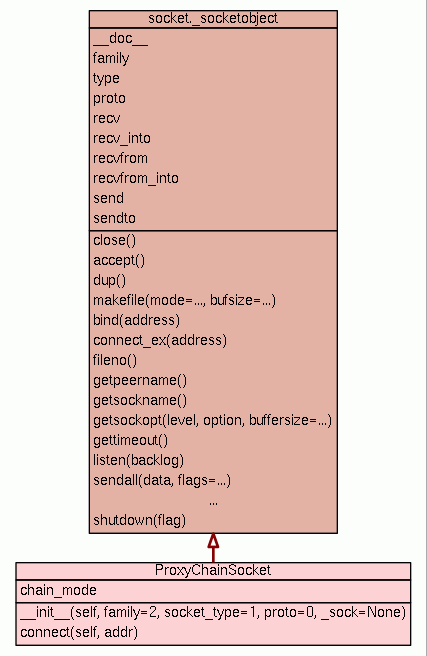 socket._socketobject
__doc__
family
type
proto
recv
recv_into
recvfrom
recvfrom_into
send
sendto
close()
accept()
dup()
makefile(mode=..., bufsize=...)
bind(address)
connect_ex(address)
fileno()
getpeername()
getsockname()
getsockopt(level, option, buffersize=...)
gettimeout()
listen(backlog)
sendall(data, flags=...)
...
shutdown(flag)
ProxyChainSocket
chain_mode
__init__(self, family=2, socket_type=1, proto=0, _sock=None)
connect(self, addr)